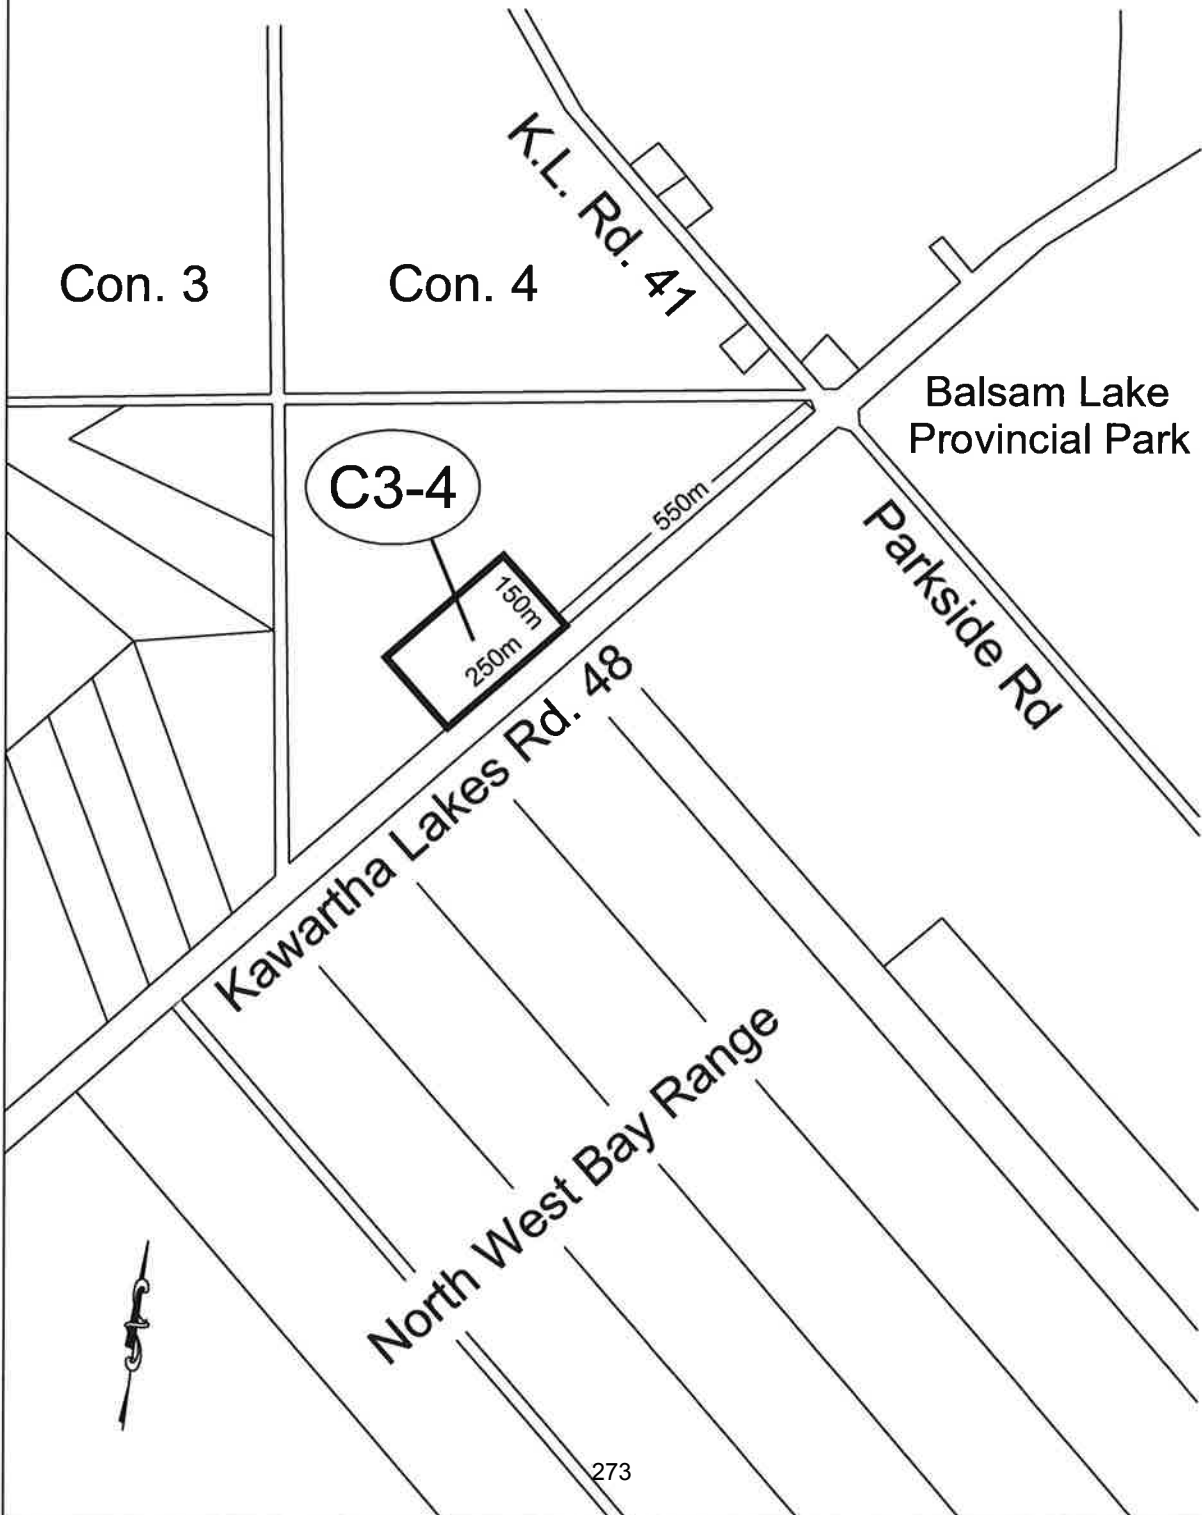 K.L. Rd. 41
Con. 3
Con. 4
Balsam Lake
Provincial Park
C3-4
550m
Parkside Rd
150m
250m
Kawartha Lakes Rd. 48
North West Bay Range
273